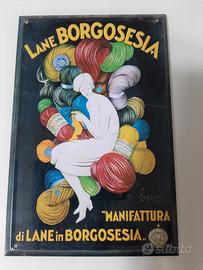 LANE BORGOSESIA
"MANIFATTURA
di LANE in BORGOSESIA„
subito